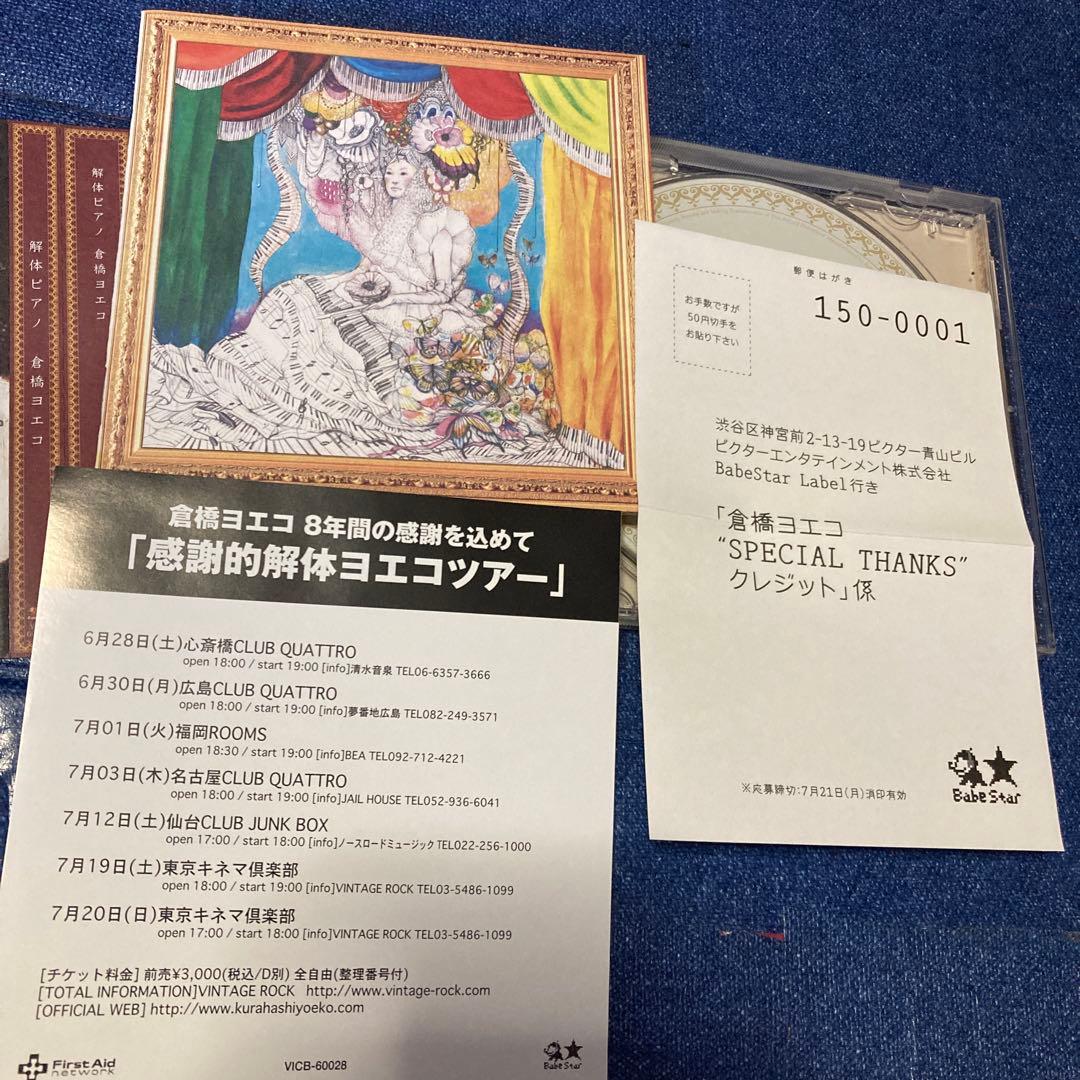 解体ピアノ 倉橋ヨエコ
解体ピアノ 倉橋ヨエコ
郵便はがき
お手数ですが
50円切手を
お貼り下さい
150-0001
渋谷区神宮前2-13-19ビクター青山ビル
ビクターエンタテインメント株式会社
BabeStar Label行き
「倉橋ヨエコ
“SPECIAL THANKS”
クレジット」係
※応募締切:7月21日(月)消印有効
BabeStar
倉橋ヨエコ 8年間の感謝を込めて
「感謝的解体ヨエコツアー」
6月28日(土)心斎橋CLUB QUATTRO
open 18:00 / start 19:00 [info]清水音泉 TEL06-6357-3666
6月30日(月)広島CLUB QUATTRO
open 18:00 / start 19:00 [info]夢番地広島 TEL082-249-3571
7月01日(火)福岡ROOMS
open 18:30 / start 19:00 [info]BEA TEL092-712-4221
7月03日(木)名古屋CLUB QUATTRO
open 18:00 / start 19:00 [info]JAIL HOUSE TEL052-936-6041
7月12日(土)仙台CLUB JUNK BOX
open 17:00 / start 18:00 [info]ノースロードミュージック TEL022-256-1000
7月19日(土)東京キネマ倶楽部
open 18:00 / start 19:00 [info]VINTAGE ROCK TEL03-5486-1099
7月20日(日)東京キネマ倶楽部
open 17:00 / start 18:00 [info]VINTAGE ROCK TEL03-5486-1099
[チケット料金] 前売¥3,000(税込/D別) 全自由(整理番号付)
[TOTAL INFORMATION]VINTAGE ROCK http://www.vintage-rock.com
[OFFICIAL WEB] http://www.kurahashiyoeko.com
First Aid
network
VICB-60028
BabeStar